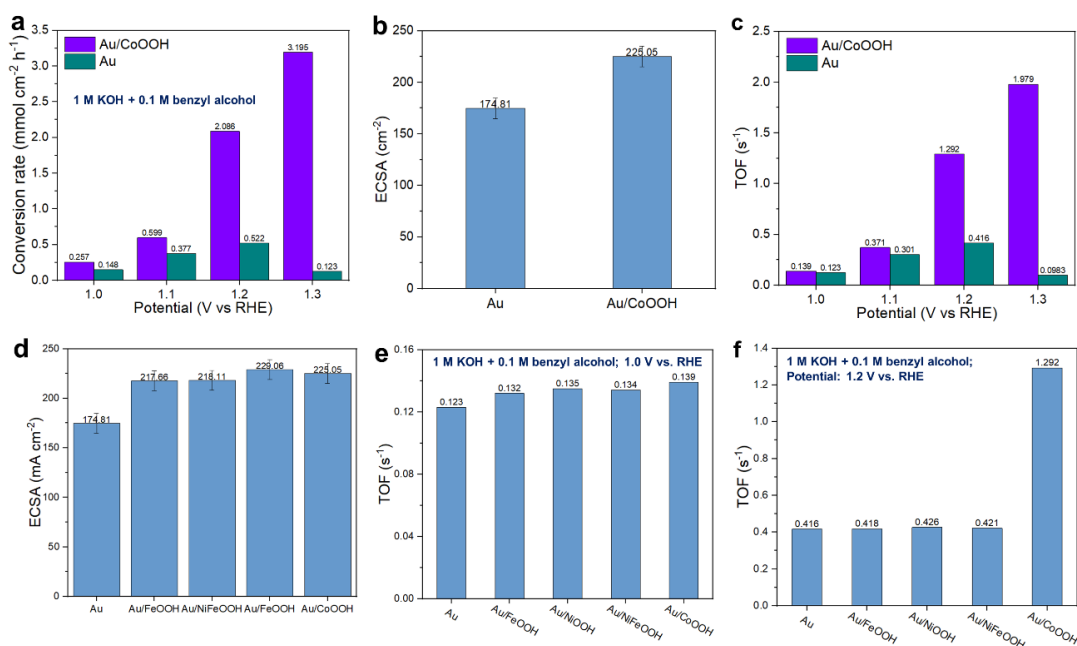 a
Conversion rate (mmol cm⁻² h⁻¹)
3.5
3.0
2.5
2.0
1.5
1.0
0.5
0.0
Au/CoOOH
Au
1 M KOH + 0.1 M benzyl alcohol
0.257
0.148
0.599
0.377
2.086
0.522
3.195
0.123
1.0 1.1 1.2 1.3
Potential (V vs RHE)
b
ECSA (cm⁻²)
250
200
150
100
50
0
174.81
225.05
Au Au/CoOOH
c
TOF (s⁻¹)
2.5
2.0
1.5
1.0
0.5
0.0
Au/CoOOH
Au
0.139
0.123
0.371
0.301
1.292
0.416
1.979
0.0983
1.0 1.1 1.2 1.3
Potential (V vs RHE)
d
ECSA (mA cm⁻²)
250
200
150
100
50
0
174.81
217.66
218.11
229.06
225.05
Au Au/FeOOH Au/NiFeOOH Au/FeOOH Au/CoOOH
e
TOF (s⁻¹)
0.16
0.12
0.08
0.04
0.00
1 M KOH + 0.1 M benzyl alcohol; 1.0 V vs. RHE
0.123
0.132
0.135
0.134
0.139
Au Au/FeOOH Au/NiOOH Au/NiFeOOH Au/CoOOH
f
TOF (s⁻¹)
1.4
1.2
1.0
0.8
0.6
0.4
0.2
0.0
1 M KOH + 0.1 M benzyl alcohol;
Potential: 1.2 V vs. RHE
0.416
0.418
0.426
0.421
1.292
Au Au/FeOOH Au/NiOOH Au/NiFeOOH Au/CoOOH